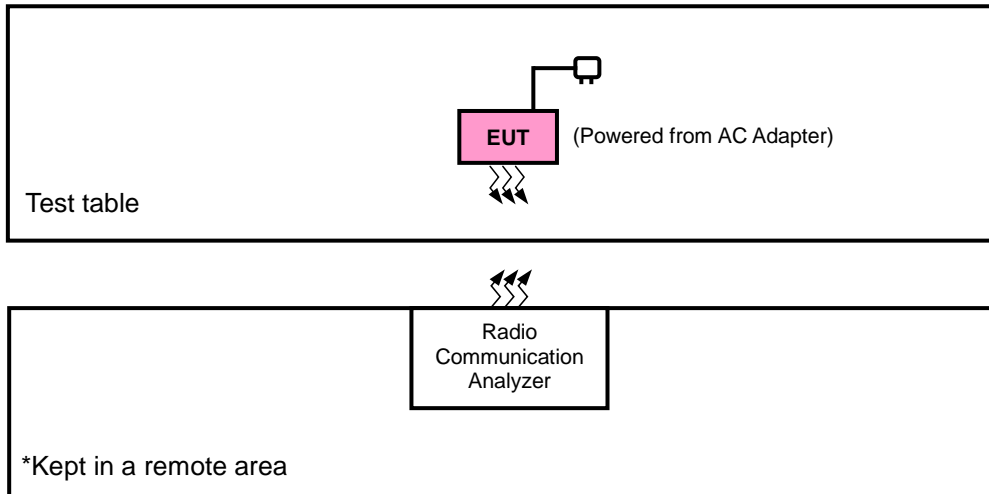 EUT
(Powered from AC Adapter)
Test table
Radio
Communication
Analyzer
*Kept in a remote area